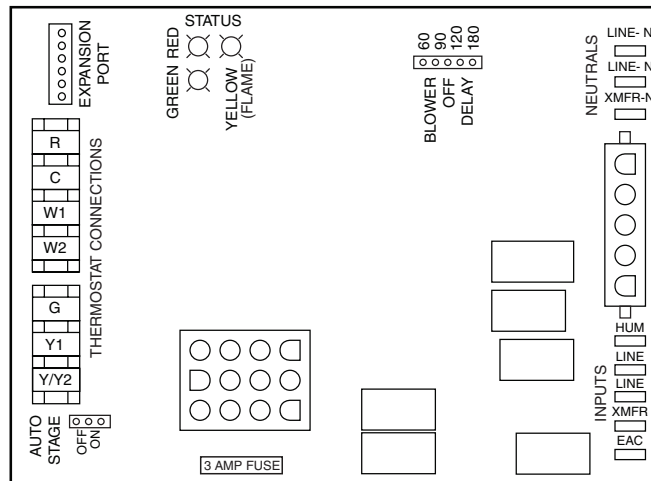 EXPANSION
PORT
STATUS
GREEN RED
YELLOW
(FLAME)
60
90
120
180
BLOWER
OFF
DELAY
NEUTRALS
LINE- N
LINE- N
XMFR-N
THERMOSTAT CONNECTIONS
R
C
W1
W2
G
Y1
Y/Y2
AUTO
STAGE
OFF
ON
3 AMP FUSE
INPUTS
HUM
LINE
LINE
XMFR
EAC